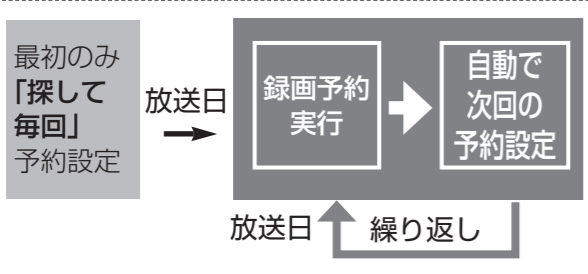 最初のみ
「探して
毎回」
予約設定
放送日
録画予約
実行
自動で
次回の
予約設定
放送日
繰り返し